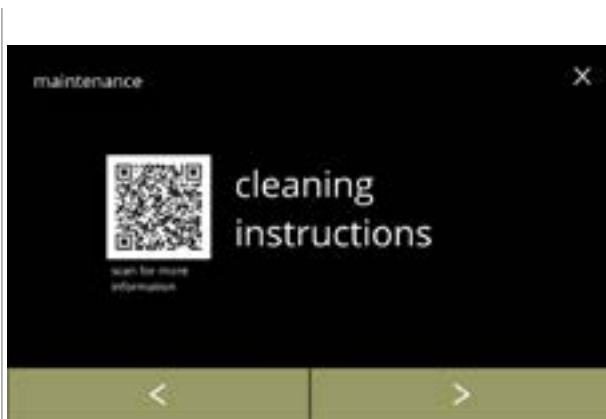 maintenance
cleaning
instructions
scan for more
information